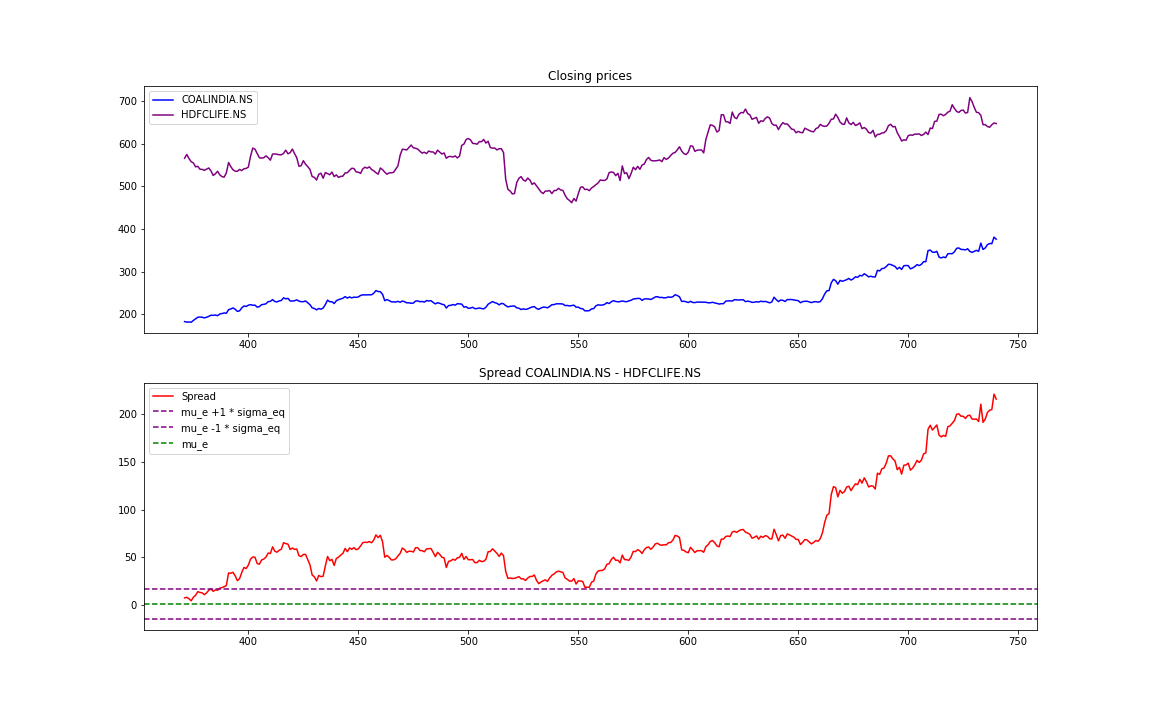 Closing prices
COALINDIA.NS
HDFCLIFE.NS
700
600
500
400
300
200
400 450 500 550 600 650 700 750
Spread COALINDIA.NS - HDFCLIFE.NS
Spread
mu_e +1 * sigma_eq
mu_e -1 * sigma_eq
mu_e
200
150
100
50
0
400 450 500 550 600 650 700 750